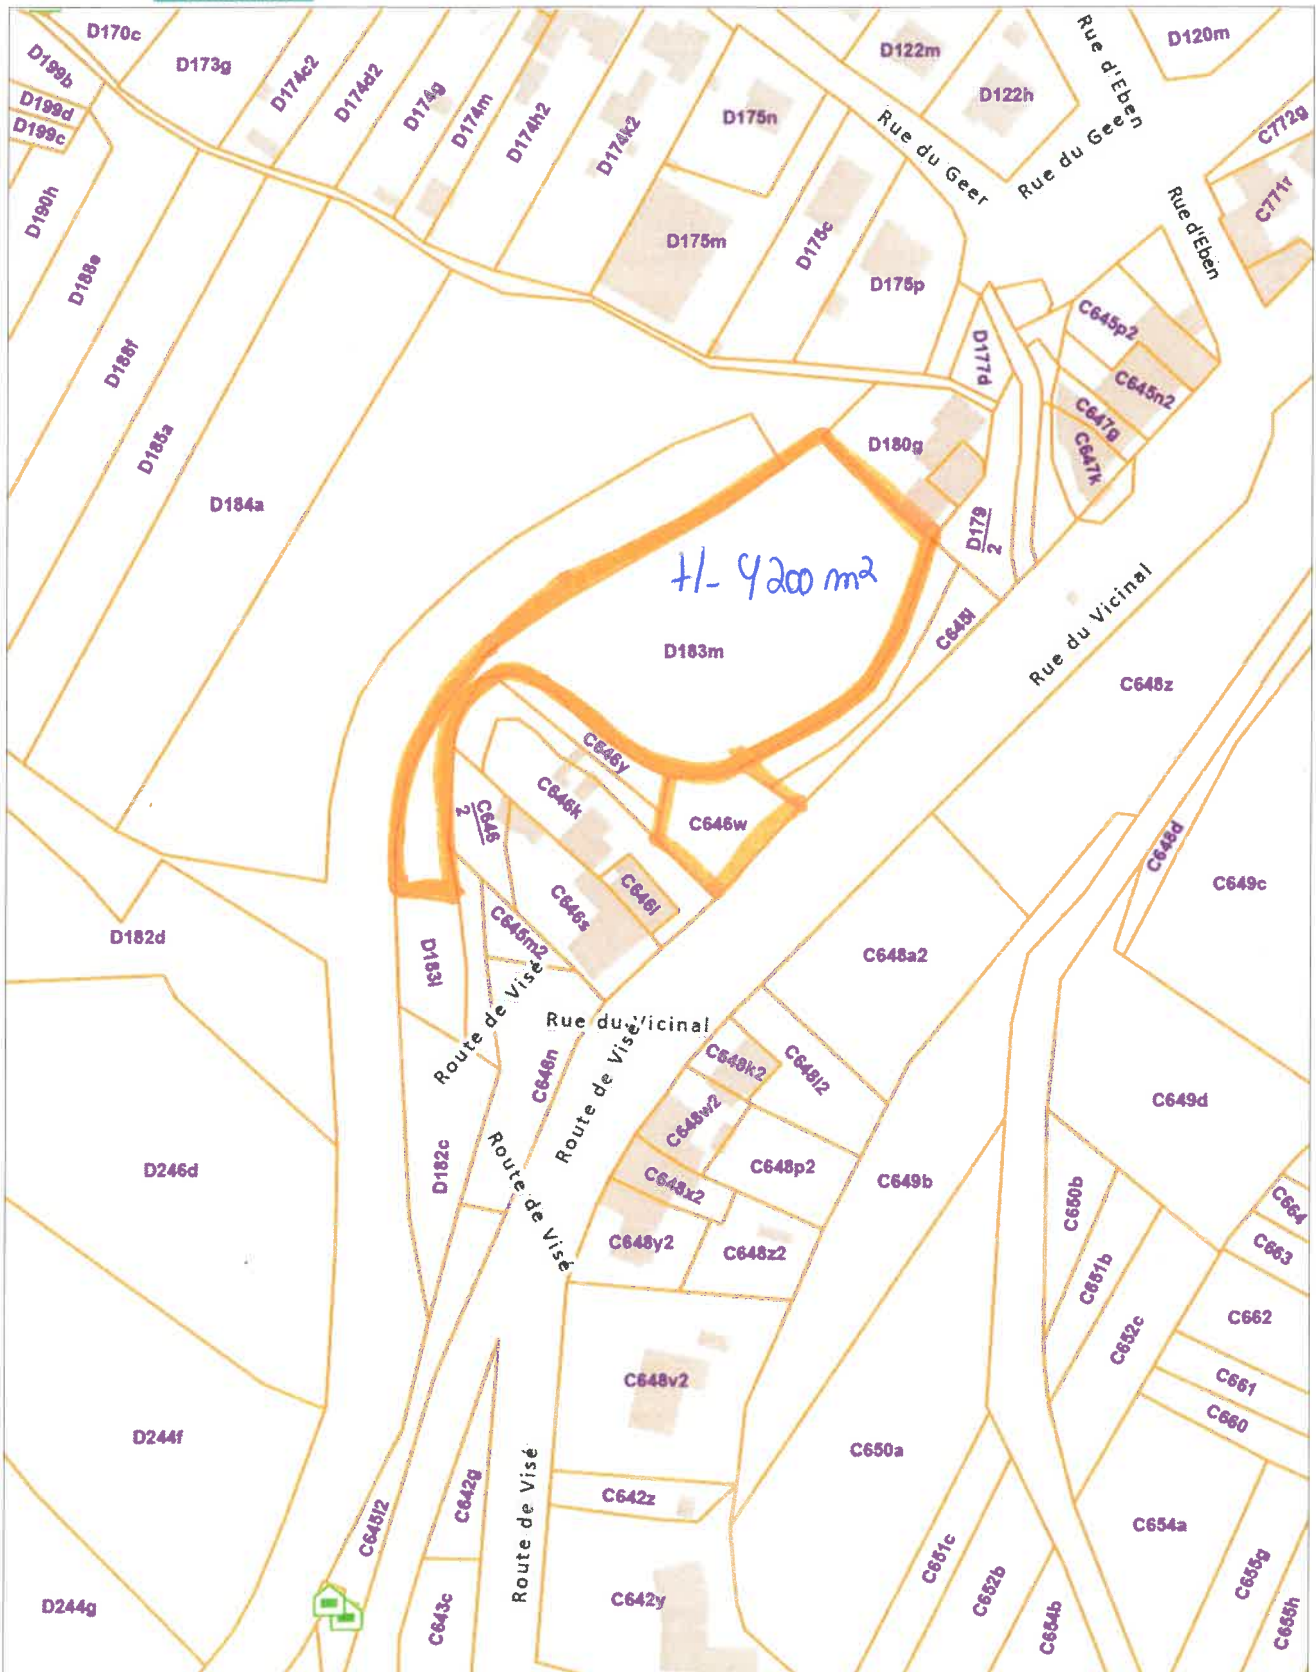 D170c
D199b
D173g
D199d
D199c
D174c2
D174d2
D174g
D174m
D174h2
D174k2
D175n
D122m
D122h
Rue d'Eben
D120m
Rue du Geer
Rue du Geer
C772g
C771r
Rue d'Eben
D190h
D188e
D188f
D185a
D184a
D175m
D175c
D175p
D177d
C645p2
C645n2
C647g
C647k
D180g
D179
2
+/- 4200 m²
D183m
C645l
Rue du Vicinal
C648z
C646y
C646k
C646
2
C646w
C646l
C646s
C645m2
D183l
D182d
C648d
C649c
C648a2
Route de Visé
Rue du Vicinal
Route de Visé
C646n
C648k2
C648l2
C648w2
C648p2
C648x2
C649b
C649d
D246d
D182c
Route de Visé
C648y2
C648z2
C650b
C651b
C652c
C664
C663
C662
C661
C660
C648v2
D244f
C650a
C642g
Route de Visé
C642z
C645l2
C654a
C651c
C652b
C654b
C655g
C655h
D244g
C643c
C642y